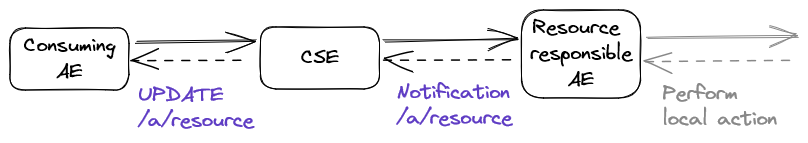 Consuming
AE
UPDATE
/a/resource
CSE
Notification
/a/resource
Resource
responsible
AE
Perform
local action